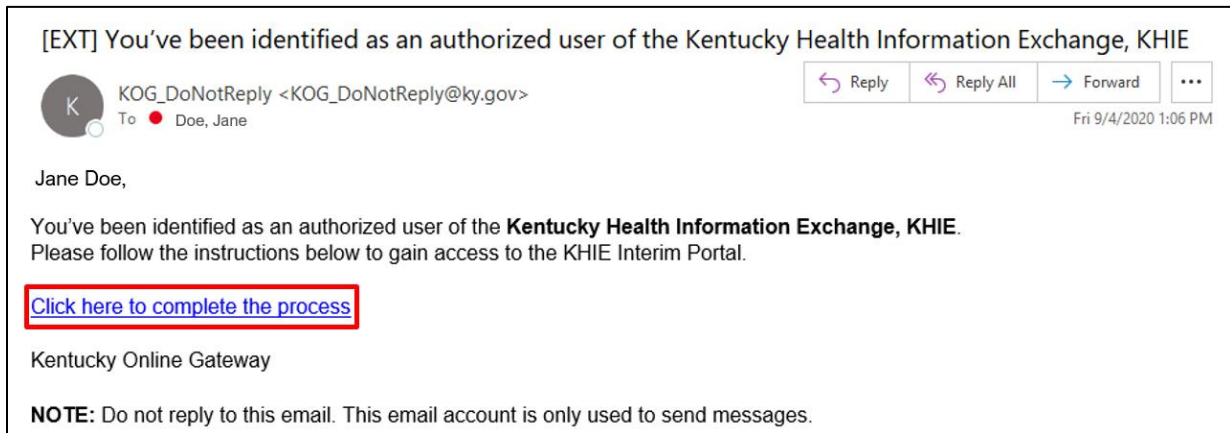 [EXT] You’ve been identified as an authorized user of the Kentucky Health Information Exchange, KHIE
K
KOG_DoNotReply <KOG_DoNotReply@ky.gov>
To Doe, Jane
Reply Reply All Forward ...
Fri 9/4/2020 1:06 PM
Jane Doe,
You’ve been identified as an authorized user of the Kentucky Health Information Exchange, KHIE.
Please follow the instructions below to gain access to the KHIE Interim Portal.
Click here to complete the process
Kentucky Online Gateway
NOTE: Do not reply to this email. This email account is only used to send messages.